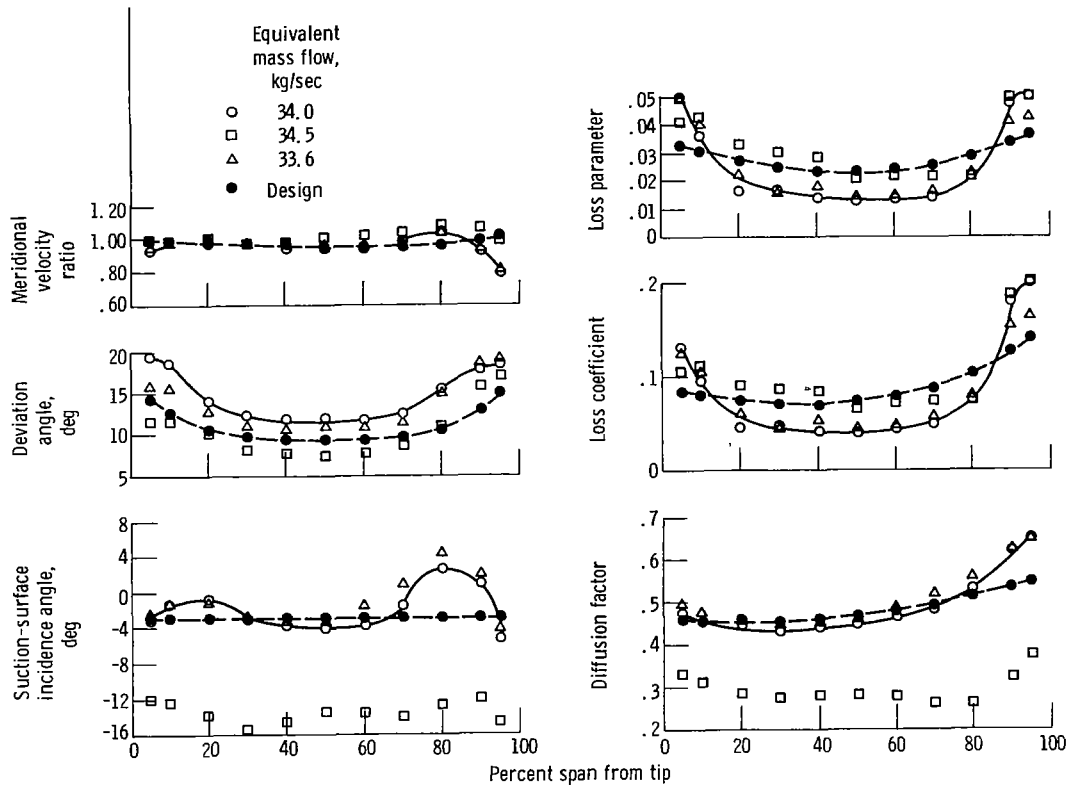 Equivalent
mass flow,
kg/sec
34.0
34.5
33.6
Design
Meridional
velocity
ratio
1.20
1.00
.80
.60
Deviation
angle,
deg
20
15
10
5
Suction-surface
incidence angle,
deg
8
4
0
-4
-8
-12
-16
0
20
40
60
80
100
Loss parameter
.05
.04
.03
.02
.01
0
Loss coefficient
.2
.1
0
Diffusion factor
.7
.6
.5
.4
.3
.2
0
20
40
60
80
100
Percent span from tip